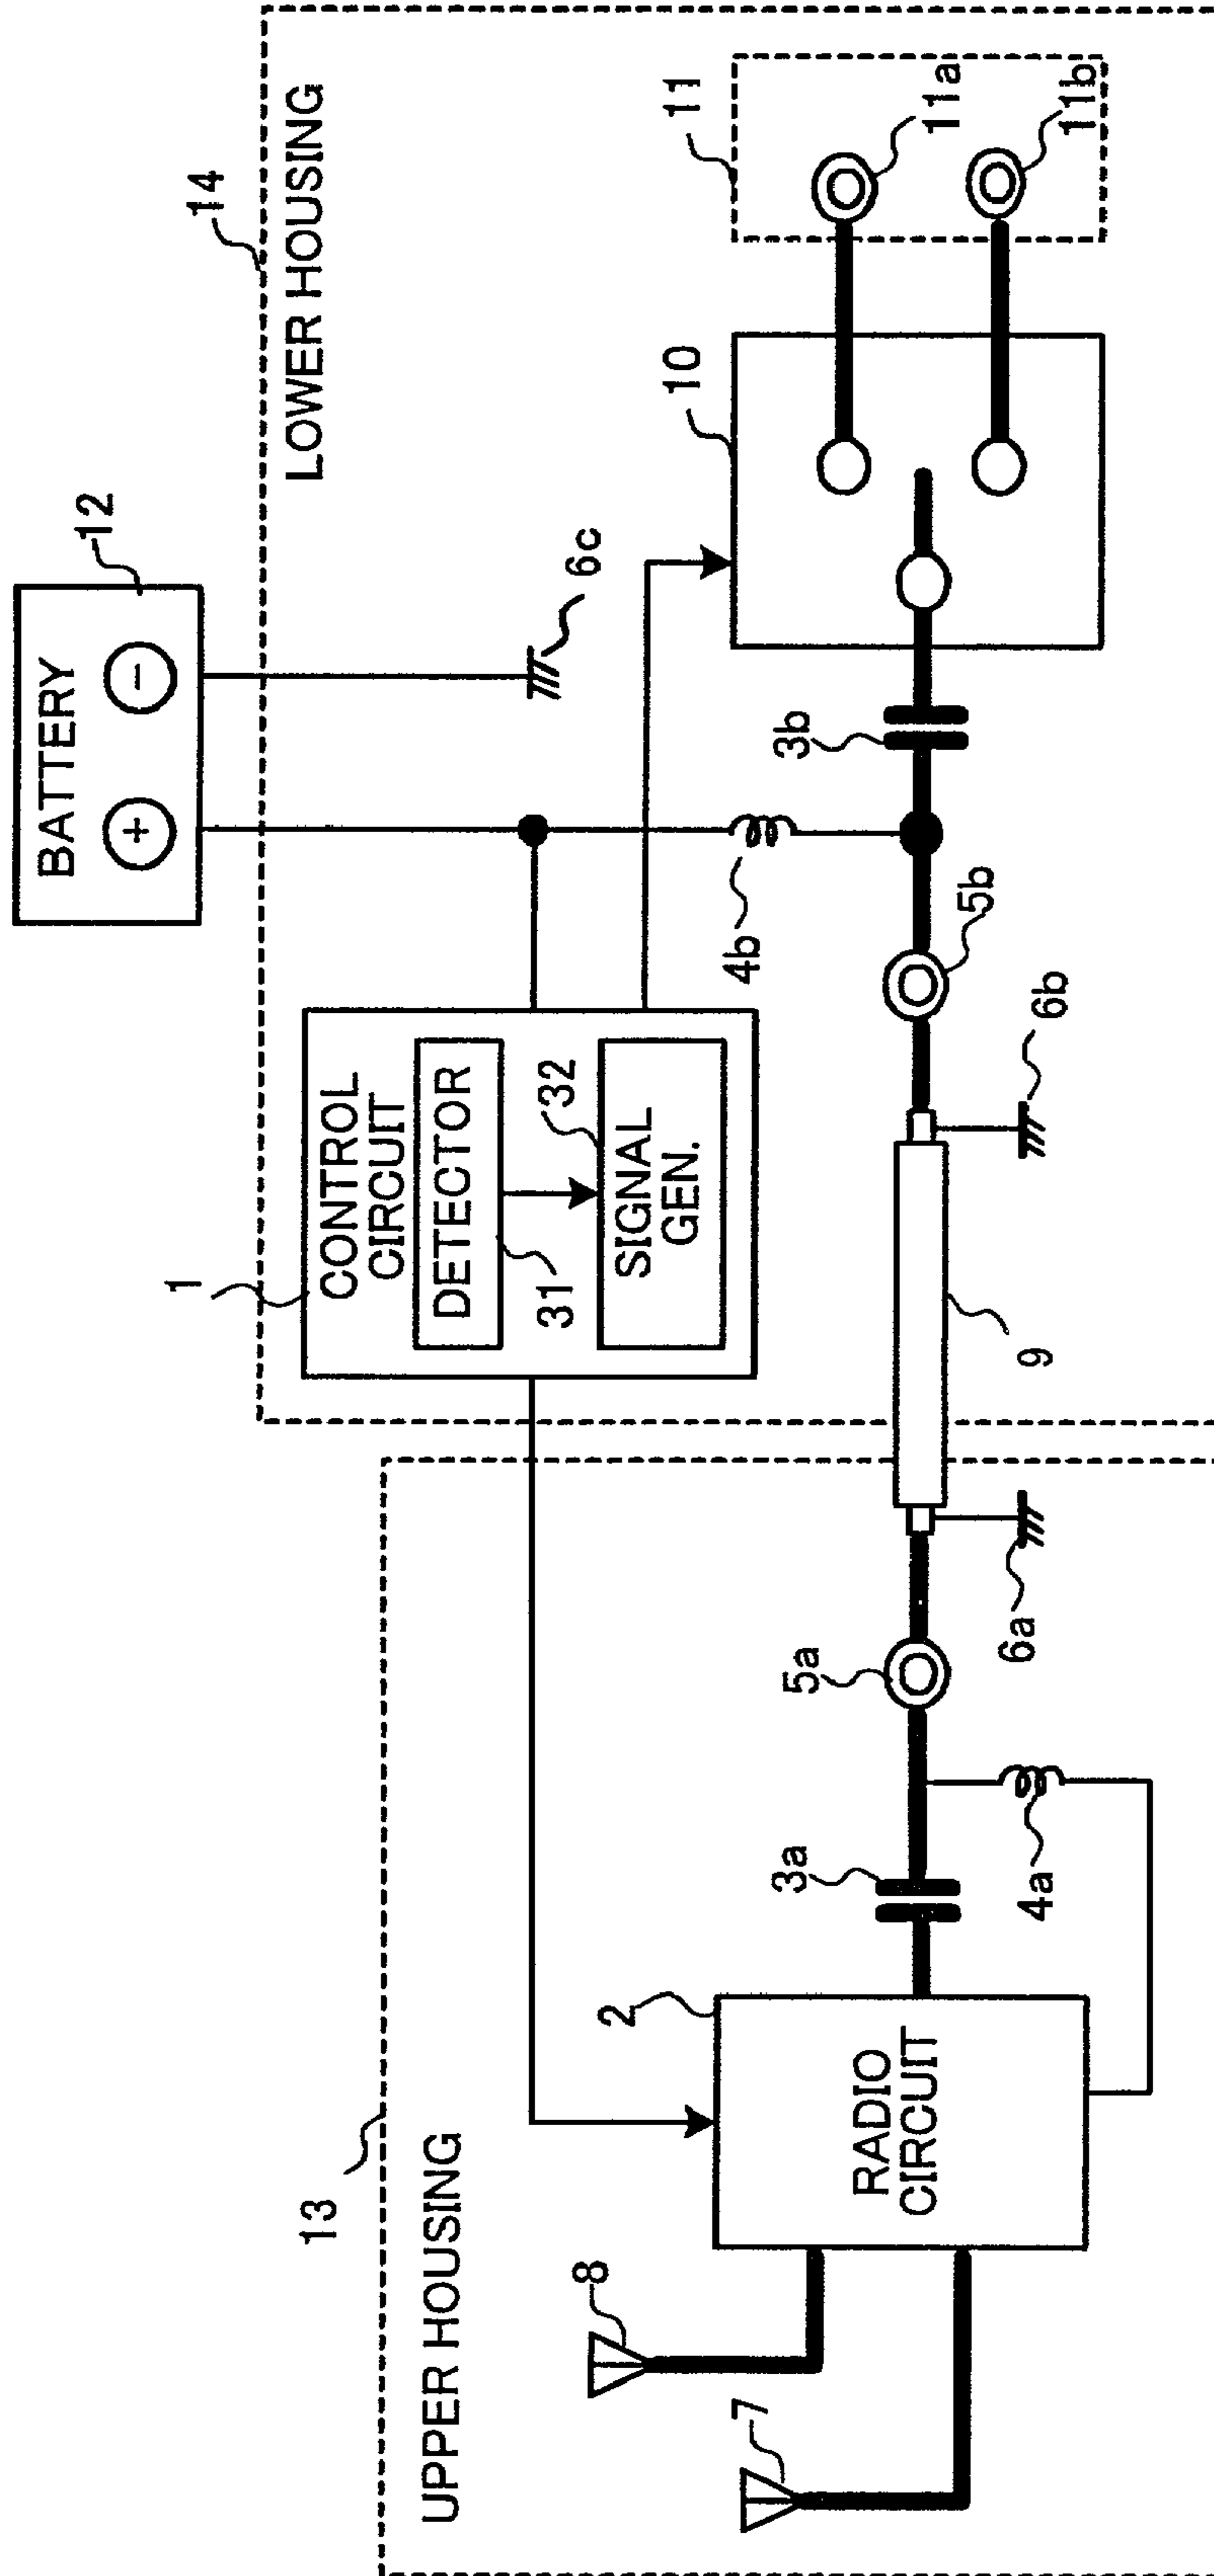 BATTERY
+
-
12
14
LOWER HOUSING
1
CONTROL
CIRCUIT
DETECTOR
31
32
SIGNAL
GEN.
6c
4b
3b
10
11
11a
11b
5b
6b
9
13
UPPER HOUSING
8
7
2
RADIO
CIRCUIT
3a
4a
5a
6a